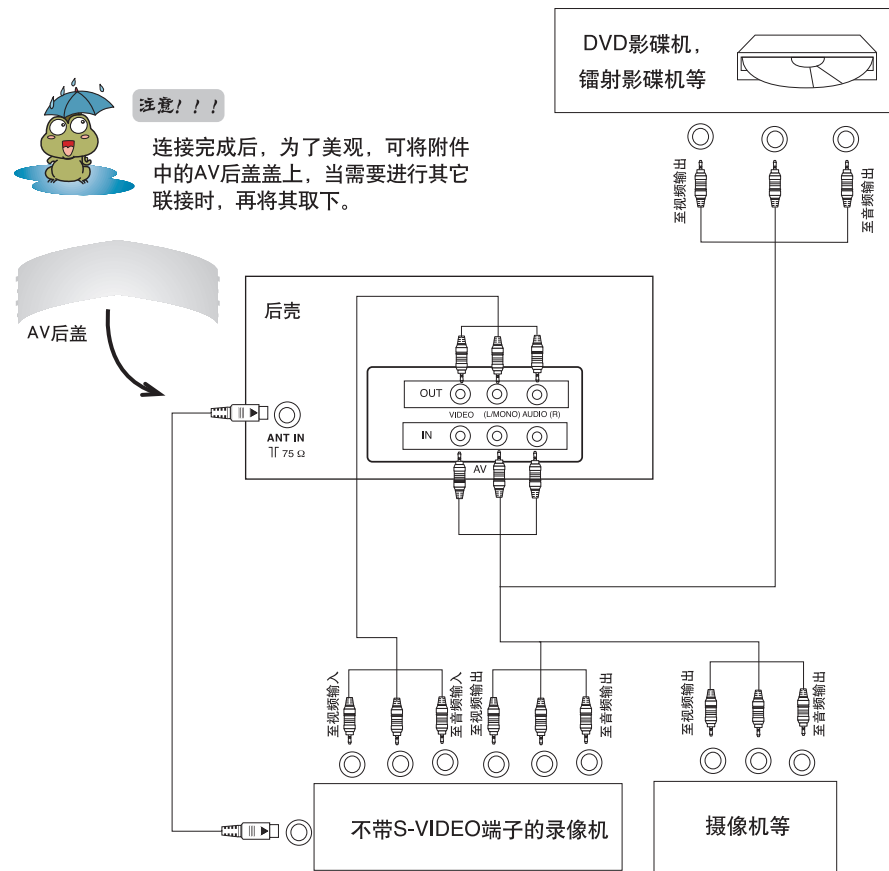 DVD影碟机，
镭射影碟机等
注意！！！
连接完成后，为了美观，可将附件
中的AV后盖盖上，当需要进行其它
联接时，再将其取下。
至视频输出
至音频输出
AV后盖
后壳
OUT
VIDEO (L/MONO) AUDIO (R)
IN
AV
ANT IN
75 Ω
至视频输入
至音频输入
至视频输出
至音频输出
至视频输出
至音频输出
不带S-VIDEO端子的录像机
摄像机等